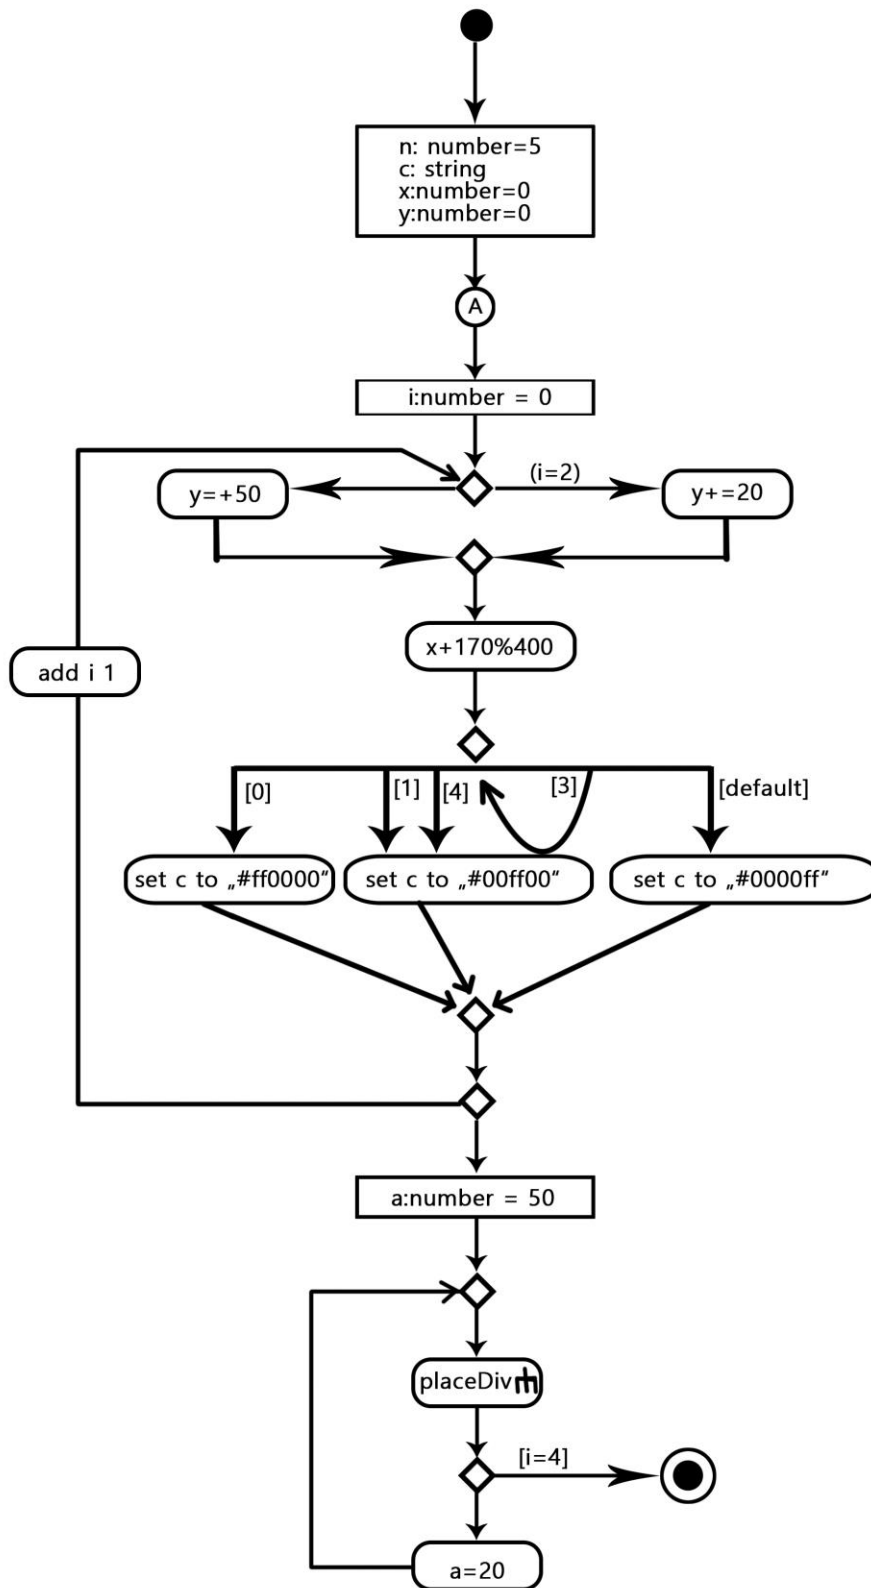 n: number=5
c: string
x:number=0
y:number=0
A
i:number = 0
(i=2)
y=+50
y+=20
x+170%400
add i 1
[0]
[1]
[4]
[3]
[default]
set c to „#ff0000“
set c to „#00ff00“
set c to „#0000ff“
a:number = 50
placeDiv
[i=4]
a=20